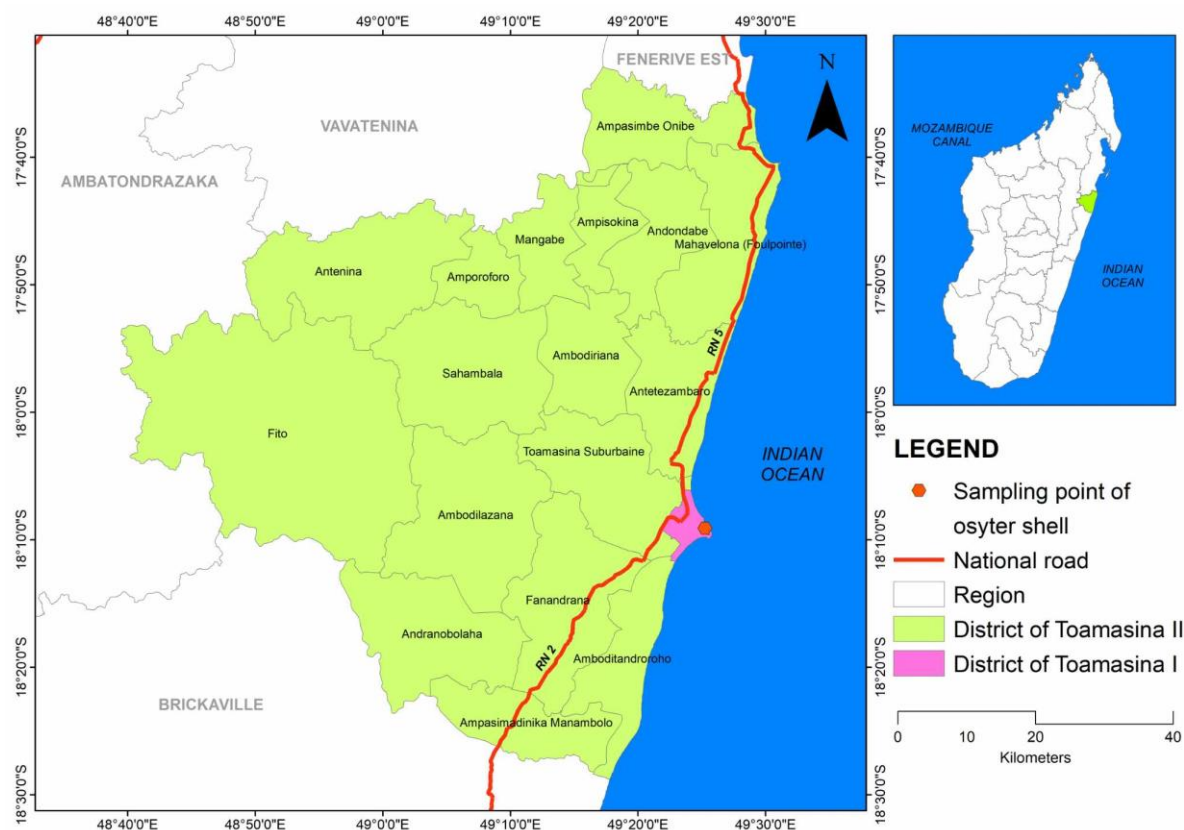 48°40'0"E
48°50'0"E
49°0'0"E
49°10'0"E
49°20'0"E
49°30'0"E
17°40'0"S
17°50'0"S
18°0'0"S
18°10'0"S
18°20'0"S
18°30'0"S
FENERIVE EST
N
VAVATENINA
AMBATONDRAZAKA
BRICKAVILLE
Ampasimbe Onibe
Ampisokina
Mangabe
Andondabe
Mahavelona (Foulpointe)
Antenina
Amporoforo
Ambodiriana
RN 5
Sahambala
Antetezambaro
Fito
Toamasina Suburbaine
INDIAN
OCEAN
Ambodilazana
Fanandrana
Andranobolaha
Amboditandroroho
RN 2
Ampasimadinika Manambolo
17°40'0"S
17°50'0"S
18°0'0"S
18°10'0"S
18°20'0"S
18°30'0"S
48°40'0"E
48°50'0"E
49°0'0"E
49°10'0"E
49°20'0"E
49°30'0"E
MOZAMBIQUE
CANAL
INDIAN
OCEAN
LEGEND
Sampling point of
osyter shell
National road
Region
District of Toamasina II
District of Toamasina I
0 10 20 40
Kilometers